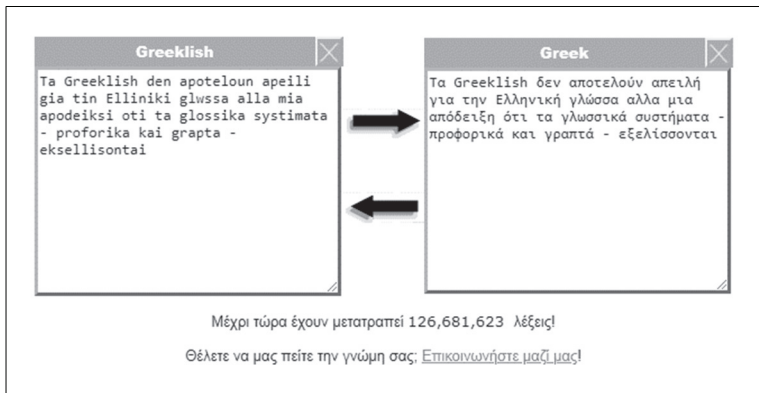 Greeklish
Ta Greeklish den apoteloun apeili
gia tin Elliniki glwssa alla mia
apodeiksi oti ta glossika systimata
- proforika kai grapta -
eksellisontai
Greek
Τα Greeklish δεν αποτελούν απειλή
για την Ελληνική γλώσσα αλλα μια
απόδειξη ότι τα γλωσσικά συστήματα -
προφορικά και γραπτά - εξελίσσονται
Μέχρι τώρα έχουν μετατραπεί 126,681,623 λέξεις!
Θέλετε να μας πείτε την γνώμη σας; Επικοινωνήστε μαζί μας!